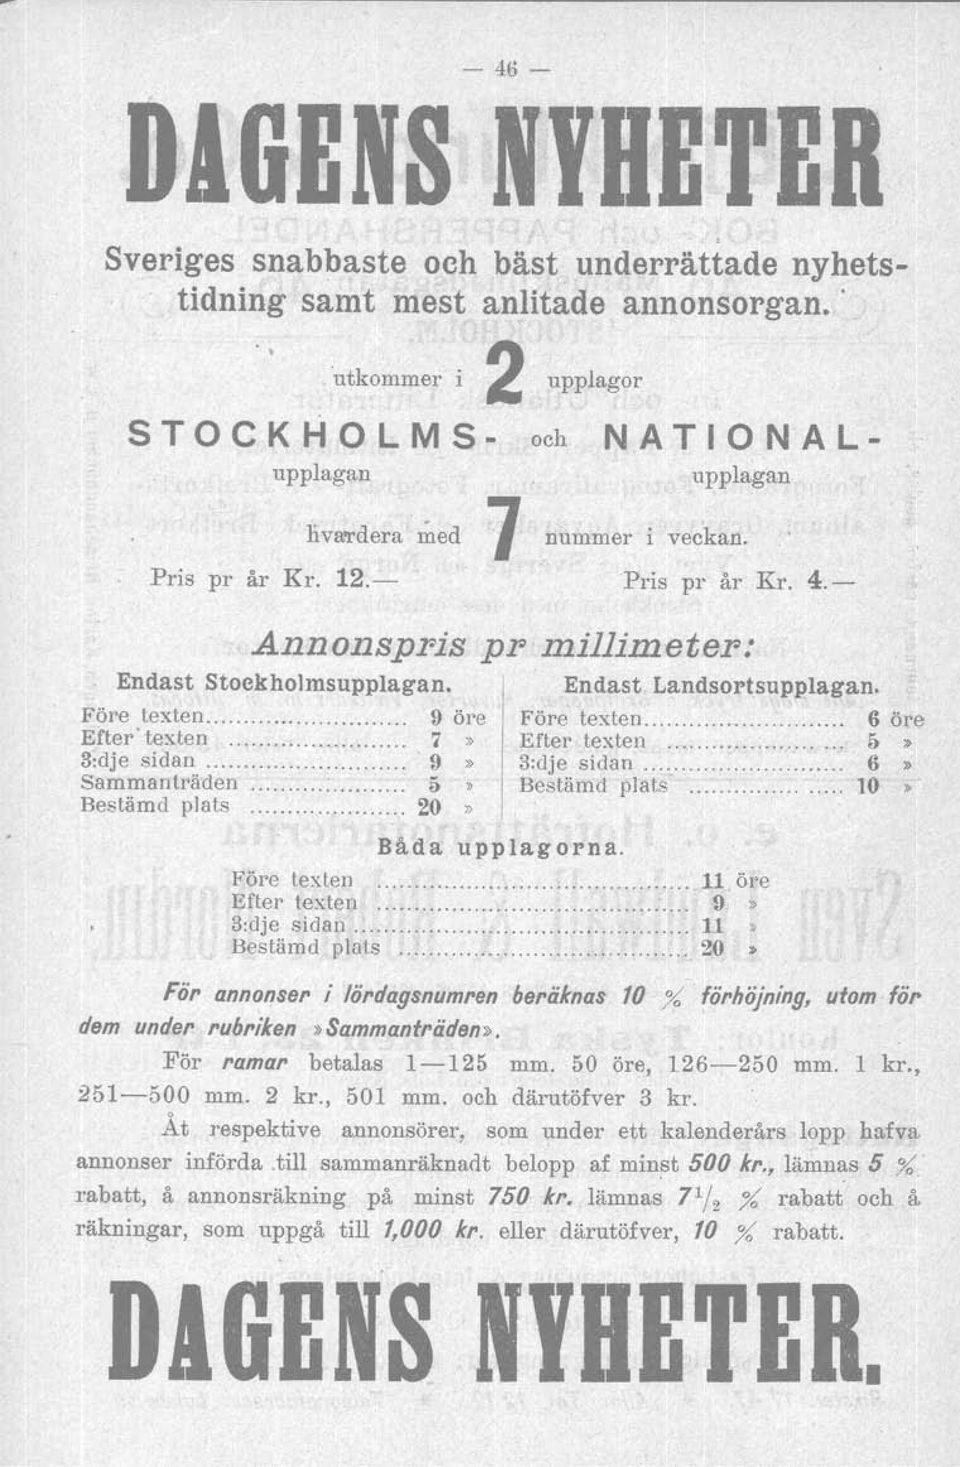 — 46 —
DAGENS NYHETER
Sveriges snabbaste och bäst underrättade nyhets-
tidning samt mest anlitade annonsorgan.
utkommer i 2 upplagor
STOCKHOLMS- och NATIONAL-
upplagan upplagan
hvardera med 7 nummer i veckan.
Pris pr år Kr. 12.— Pris pr år Kr. 4.—
Annonspris pr millimeter:
Endast Stockholmsupplagan. Endast Landsortsupplagan.
Före texten........................... 9 öre Före texten........................... 6 öre
Efter texten ........................ 7 » Efter texten ........................ 5 »
3:dje sidan ........................... 9 » 3:dje sidan ........................... 6 »
Sammanträden ..................... 5 » Bestämd plats ..................... 10 »
Bestämd plats ..................... 20 »
Båda upplagorna.
Före texten .......................................... 11 öre
Efter texten .......................................... 9 »
3:dje sidan ............................................. 11 »
Bestämd plats ....................................... 20 »
För annonser i lördagsnumren beräknas 10 % förhöjning, utom för
dem under rubriken »Sammanträden».
För ramar betalas 1—125 mm. 50 öre, 126—250 mm. 1 kr.,
251—500 mm. 2 kr., 501 mm. och därutöfver 3 kr.
Åt respektive annonsörer, som under ett kalenderårs lopp hafva
annonser införda till sammanräknadt belopp af minst 500 kr., lämnas 5 %
rabatt, å annonsräkning på minst 750 kr. lämnas 7 1/2 % rabatt och å
räkningar, som uppgå till 1,000 kr. eller därutöfver, 10 % rabatt.
DAGENS NYHETER.